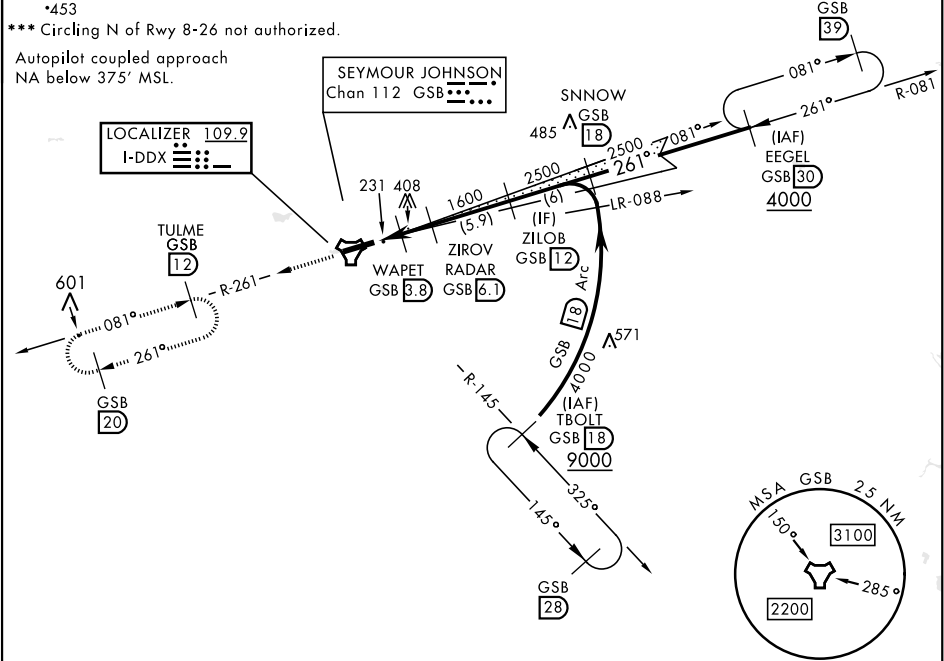 •453
*** Circling N of Rwy 8-26 not authorized.
Autopilot coupled approach
NA below 375' MSL.
SEYMOUR JOHNSON
Chan 112 GSB
LOCALIZER 109.9
I-DDX
GSB
39
081°
261°
R-081
(IAF)
EEGEL
GSB 30
4000
SNNOW
GSB
18
485
2500
081°
2500
261°
1600
(5.9)
(6)
LR-088
231
408
(IF)
ZILOB
GSB 12
ZIROV
RADAR
GSB 6.1
WAPET
GSB 3.8
TULME
GSB
12
R-261
601
081°
261°
GSB
20
GSB 18 Arc
4000
571
R-145
(IAF)
TBOLT
GSB 18
9000
325°
145°
GSB
28
MSA GSB 25 NM
150°
3100
285°
2200